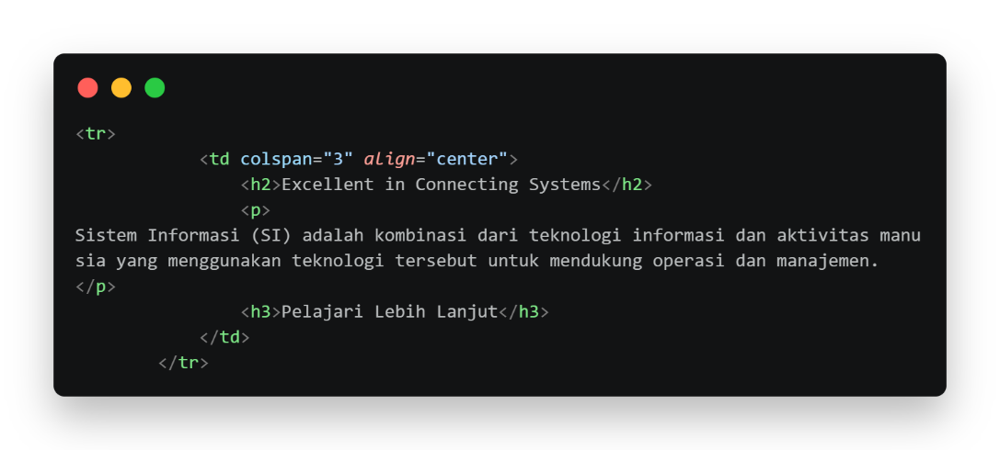 <tr>
            <td colspan="3" align="center">
                <h2>Excellent in Connecting Systems</h2>
                <p>
Sistem Informasi (SI) adalah kombinasi dari teknologi informasi dan aktivitas manu
sia yang menggunakan teknologi tersebut untuk mendukung operasi dan manajemen.
</p>
                <h3>Pelajari Lebih Lanjut</h3>
            </td>
        </tr>